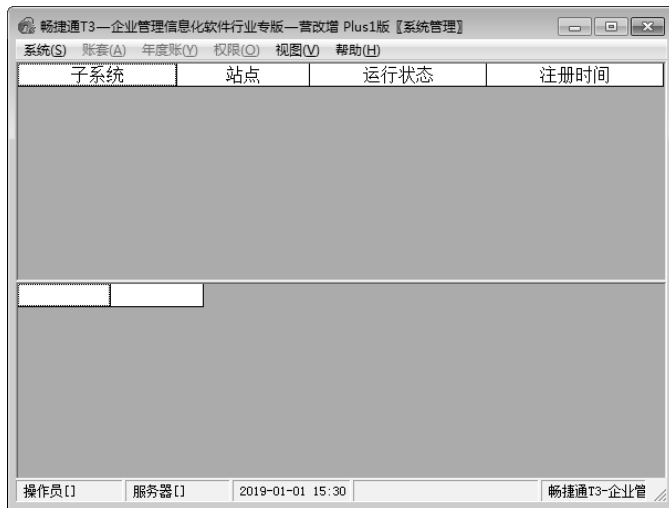 畅捷通T3—企业管理信息化软件行业专版—营改增 Plus1版〖系统管理〗
系统(S) 账套(A) 年度账(Y) 权限(O) 视图(V) 帮助(H)
子系统 站点 运行状态 注册时间
操作员[] 服务器[] 2019-01-01 15:30 畅捷通T3-企业管